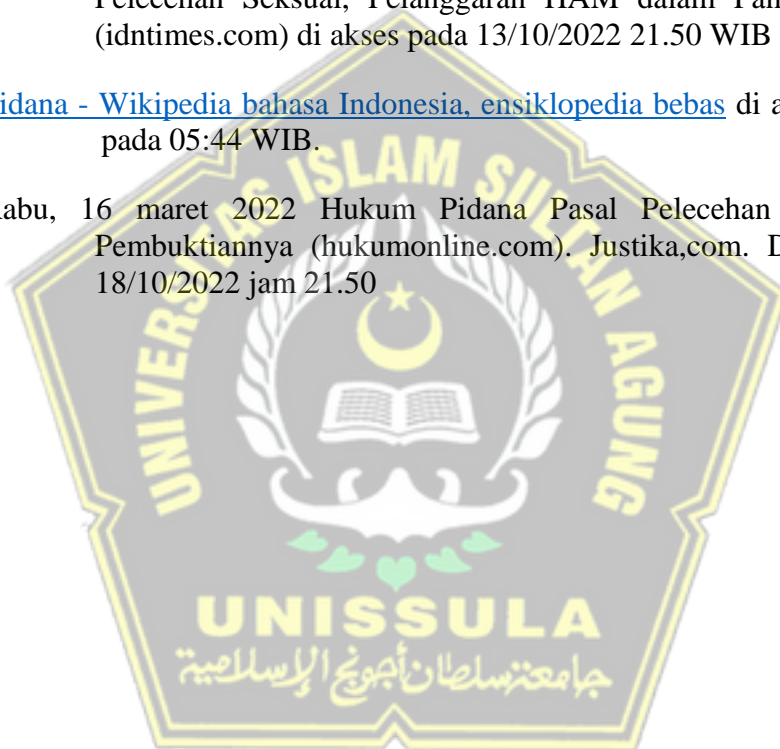 Pelecehan Seksual, Pelanggaran HAM dalam
(idntimes.com) di akses pada 13/10/2022 21.50 WIB
idana - Wikipedia bahasa Indonesia, ensiklopedia bebas di a
pada 05:44 WIB.
abu, 16 maret 2022 Hukum Pidana Pasal Pelecehan
Pembuktiannya (hukumonline.com). Justika,com. D
18/10/2022 jam 21.50
UNIVERSITAS ISLAM SULTAN AGUNG
UNISSULA
جامعتنسلطان أجونج الإسلامية